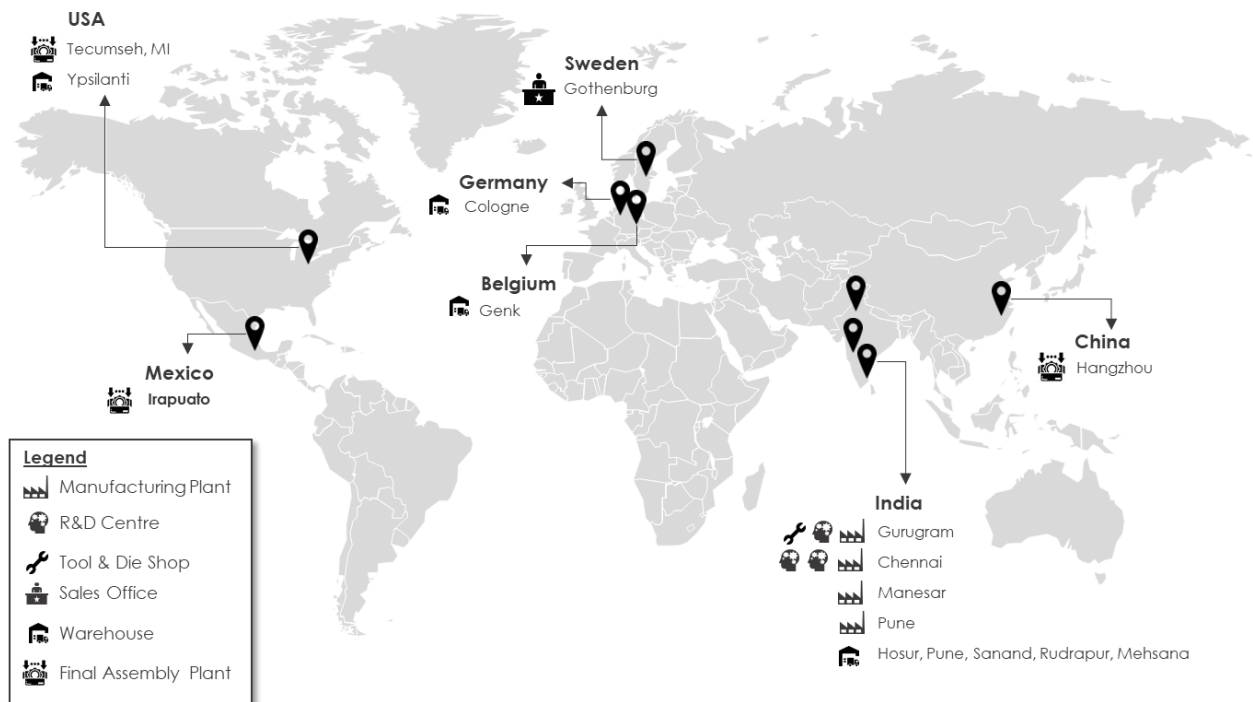 USA
Tecumseh, MI
Ypsilanti
Sweden
Gothenburg
Germany
Cologne
Belgium
Genk
Mexico
Irapuato
China
Hangzhou
India
Gurugram
Chennai
Manesar
Pune
Hosur, Pune, Sanand, Rudrapur, Mehsana
Legend
Manufacturing Plant
R&D Centre
Tool & Die Shop
Sales Office
Warehouse
Final Assembly Plant